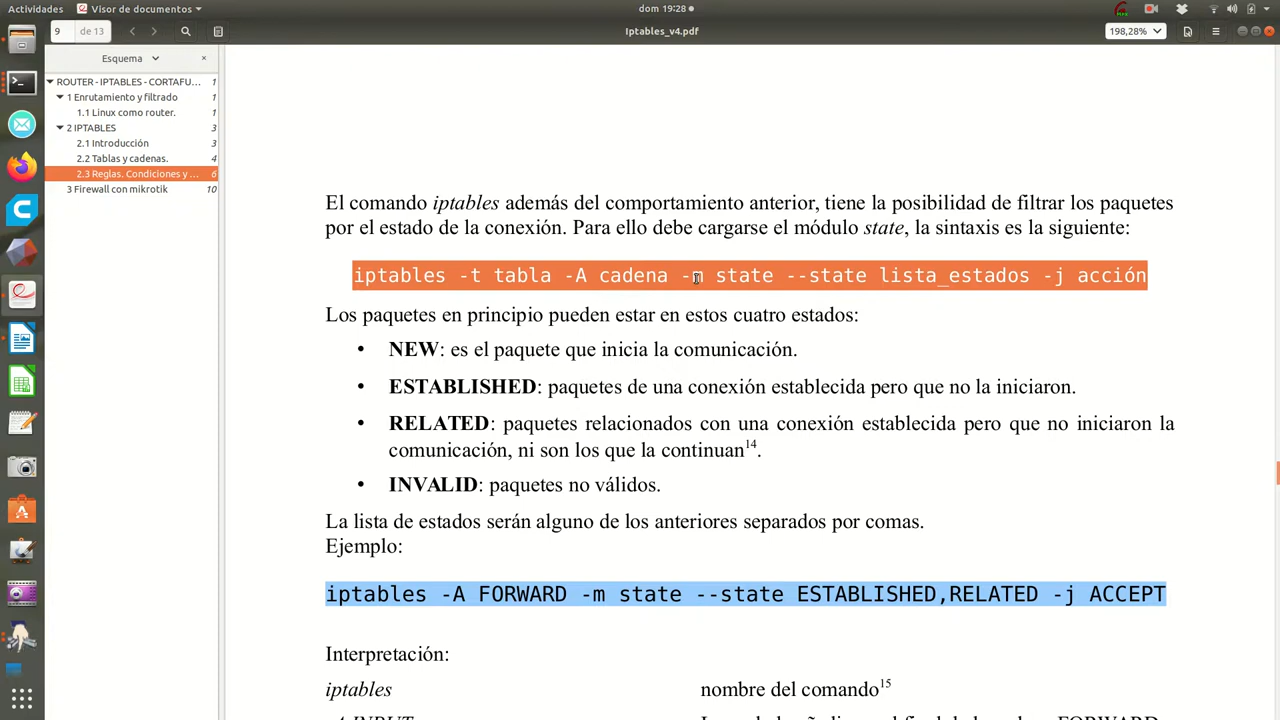 Actividades Visor de documentos dom 19:28
9 de 13 Iptables_v4.pdf 198,28%
Esquema
ROUTER - IPTABLES - CORTAFU... 1
1 Enrutamiento y filtrado 1
1.1 Linux como router. 1
2 IPTABLES 3
2.1 Introducción 3
2.2 Tablas y cadenas. 4
2.3 Reglas. Condiciones y ... 6
3 Firewall con mikrotik 10
El comando iptables además del comportamiento anterior, tiene la posibilidad de filtrar los paquetes
por el estado de la conexión. Para ello debe cargarse el módulo state, la sintaxis es la siguiente:
iptables -t tabla -A cadena -m state --state lista_estados -j acción
Los paquetes en principio pueden estar en estos cuatro estados:
• NEW: es el paquete que inicia la comunicación.
• ESTABLISHED: paquetes de una conexión establecida pero que no la iniciaron.
• RELATED: paquetes relacionados con una conexión establecida pero que no iniciaron la
comunicación, ni son los que la continuan14.
• INVALID: paquetes no válidos.
La lista de estados serán alguno de los anteriores separados por comas.
Ejemplo:
iptables -A FORWARD -m state --state ESTABLISHED,RELATED -j ACCEPT
Interpretación:
iptables nombre del comando15